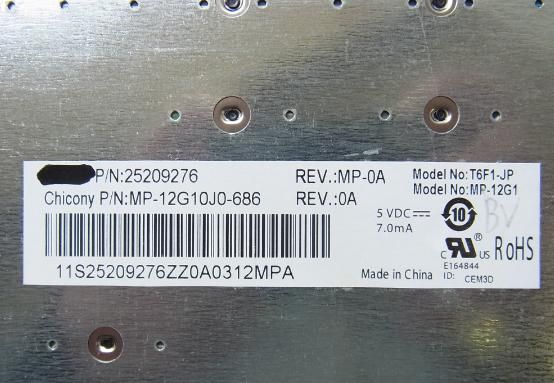 P/N:25209276 REV.:MP-0A Model No:T6F1-JP
Model No:MP-12G1
Chicony P/N:MP-12G10J0-686 REV.:0A
5 VDC
7.0mA
10
BV
c RU ® US RoHS
E164844
Made in China ID: CEM3D
11S25209276ZZ0A0312MPA